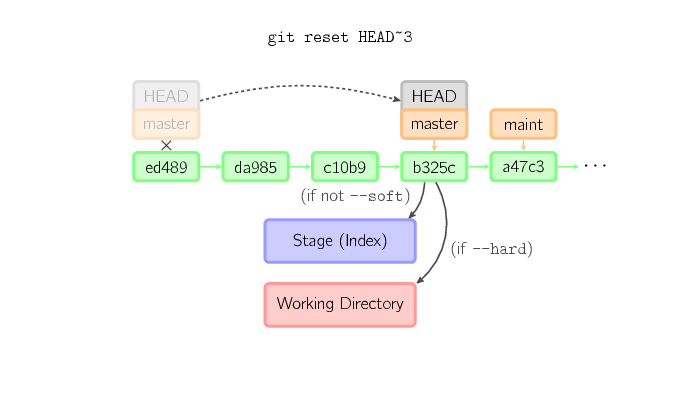 git reset HEAD~3
HEAD
HEAD
master
master
maint
ed489
da985
c10b9
b325c
a47c3
...
(if not --soft)
Stage (Index)
(if --hard)
Working Directory